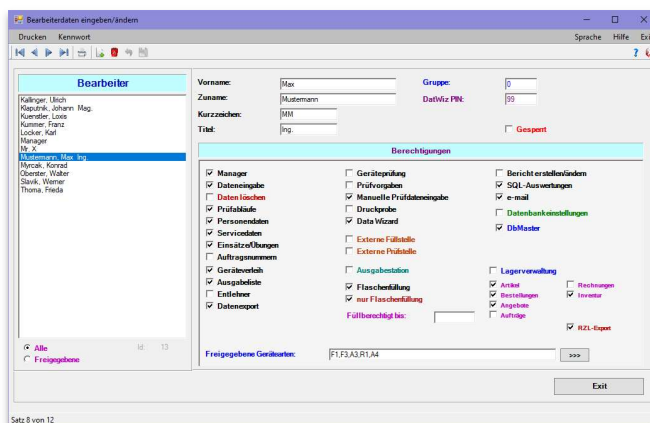 Bearbeiterdaten eingeben/ändern
Drucken Kennwort Sprache Hilfe Exi
Bearbeiter
Kallinger, Ulrich
Klaputnik, Johann Mag.
Kuenstler, Loxis
Kummer, Franz
Locker, Karl
Manager
Mr. X
Mustermann, Max Ing.
Myrcak, Konrad
Oberster, Walter
Slavik, Werner
Thoma, Frieda
Alle Id: 13
Freigegebene
Vorname: Max Gruppe: 0
Zuname: Mustermann DatWiz PIN: 99
Kurzzeichen: MM
Titel: Ing. Gesperrt
Berechtigungen
Manager Geräteprüfung Bericht erstellen/ändern
Dateneingabe Prüfvorgaben SQL-Auswertungen
Daten löschen Manuelle Prüfdateneingabe e-mail
Prüfabläufe Druckprobe Datenbankeinstellungen
Personendaten Data Wizard DbMaster
Servicedaten
Einsätze/Übungen Externe Füllstelle
Auftragsnummern Externe Prüfstelle
Geräteverleih Ausgabestation Lagerverwaltung
Ausgabeliste Flaschenfüllung Artikel Rechnungen
Entlehner nur Flaschenfüllung Bestellungen Inventur
Datenexport Füllberechtigt bis: Angebote
Aufträge
RZL-Export
Freigegebene Gerätearten: F1,F3,A3,R1,A4 >>>
Exit
Satz 8 von 12